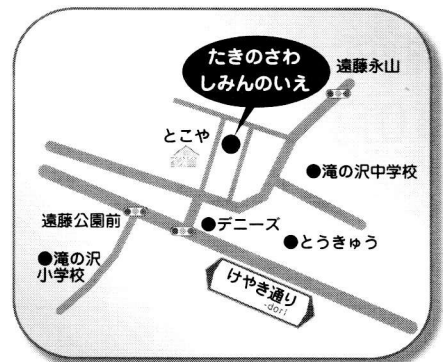 たきのさわ
しみんのいえ
遠藤永山
とこや
●滝の沢中学校
遠藤公園前
●デニーズ
●とうきゅう
●滝の沢
小学校
けやき通り
-dori